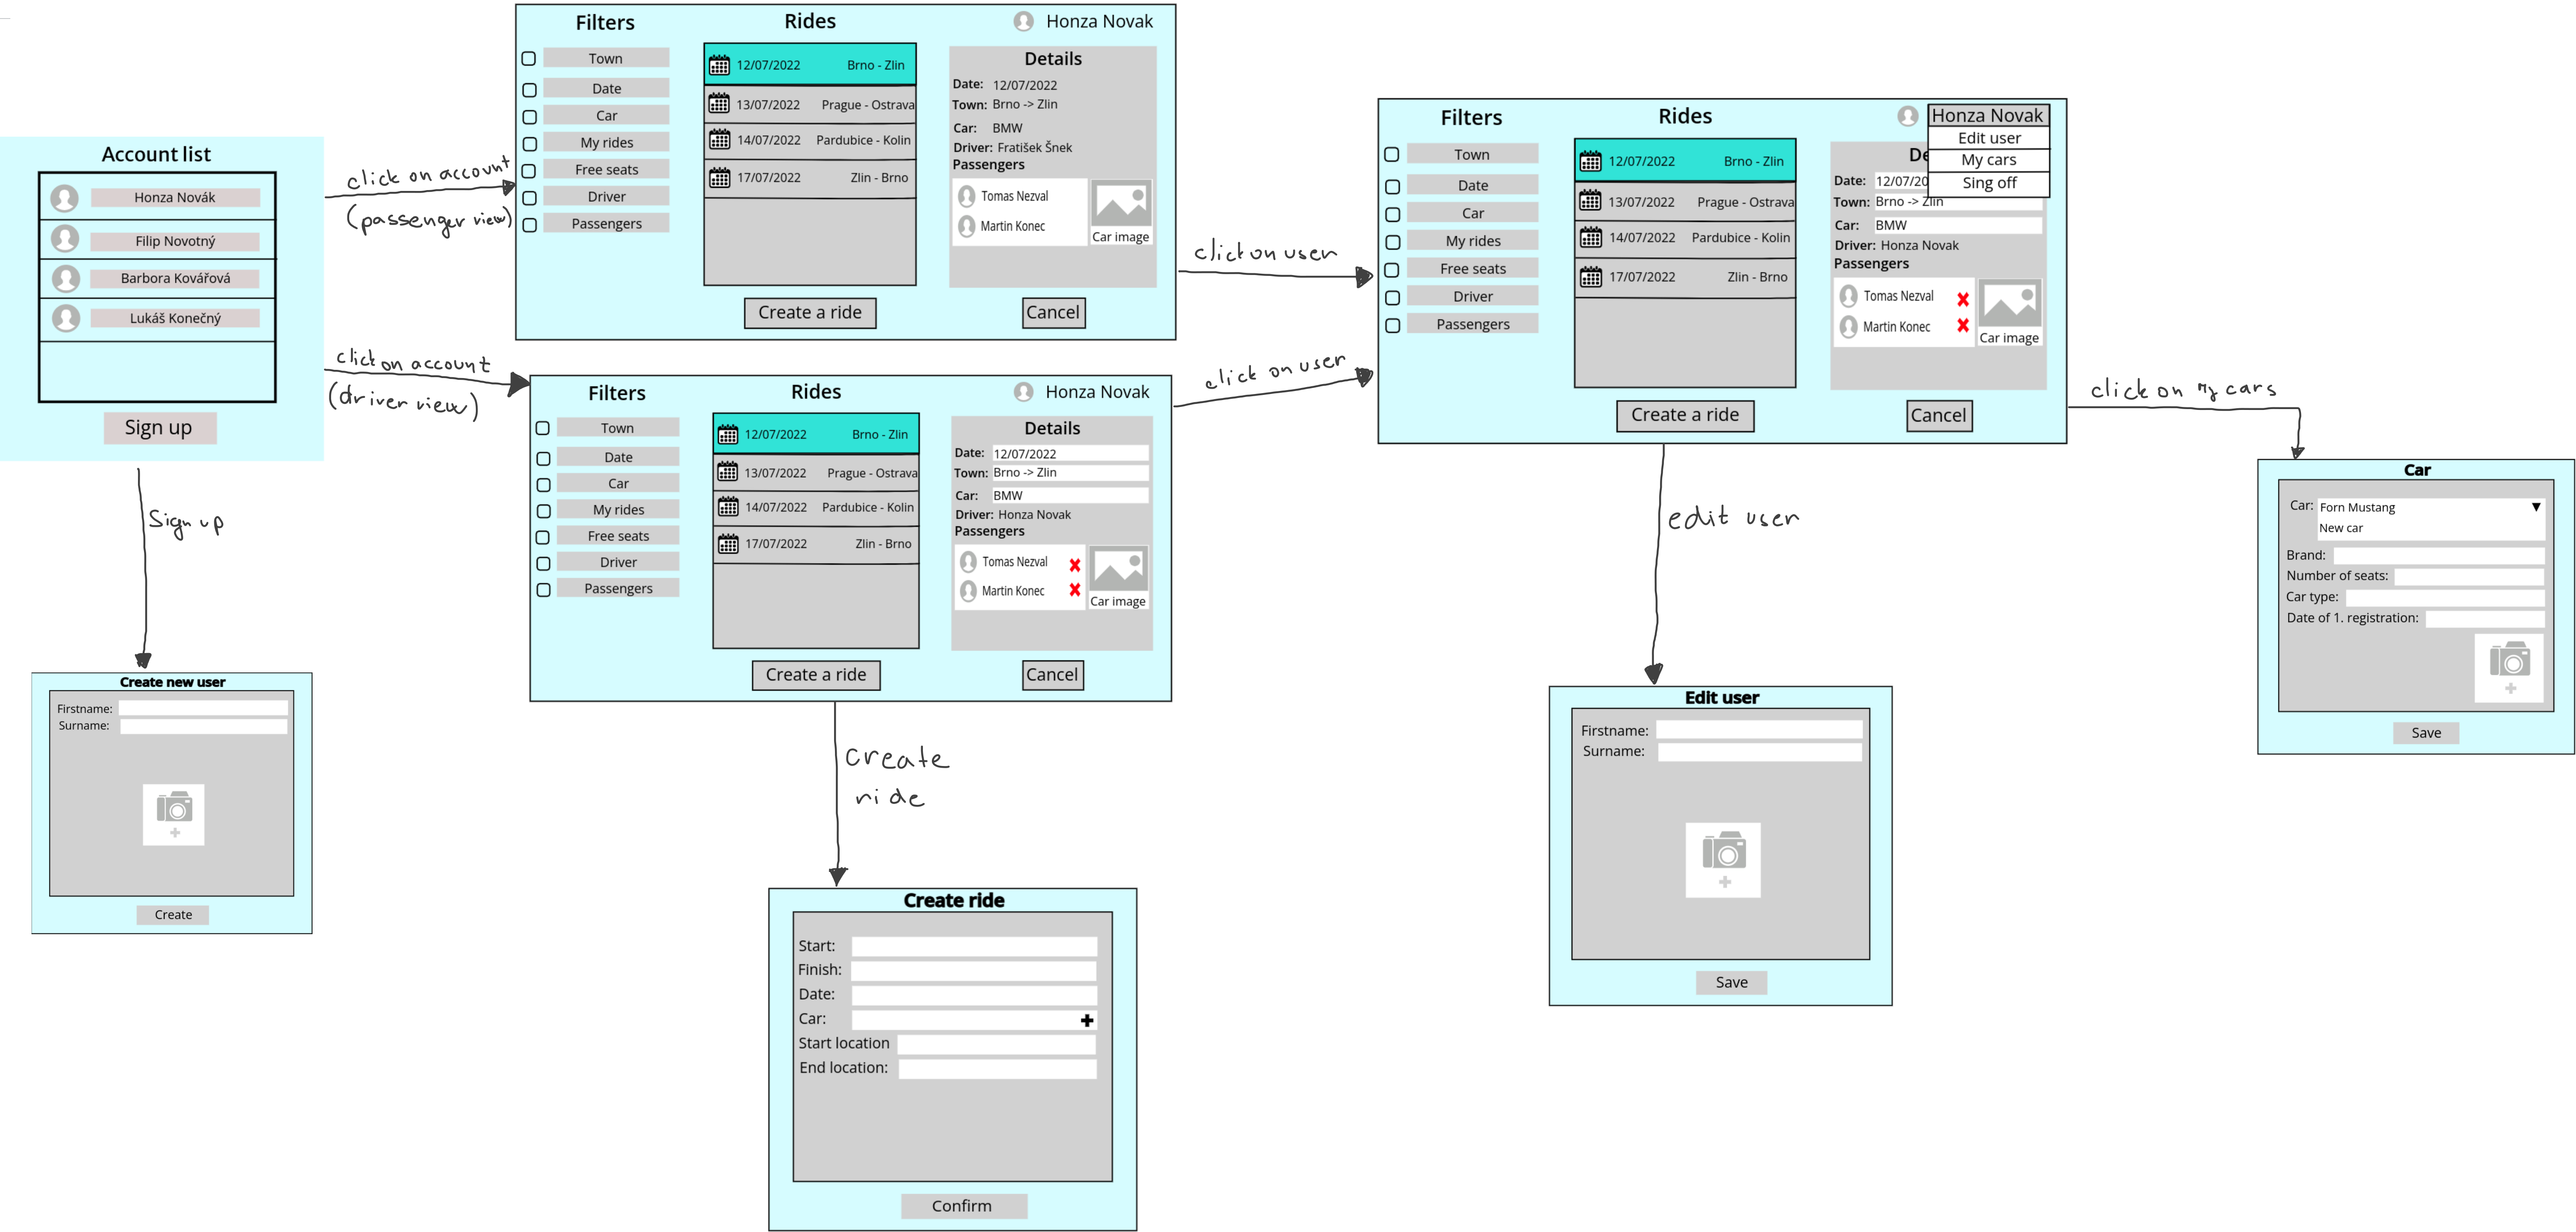 Account list
Honza Novák
Filip Novotný
Barbora Kovářová
Lukáš Konečný
Sign up
click on account
(passenger view)
click on account
(driver view)
Sign up
Create new user
Firstname:
Surname:
Create
Filters
Town
Date
Car
My rides
Free seats
Driver
Passengers
Rides
12/07/2022 Brno - Zlin
13/07/2022 Prague - Ostrava
14/07/2022 Pardubice - Kolin
17/07/2022 Zlin - Brno
Create a ride
Honza Novak
Details
Date: 12/07/2022
Town: Brno -> Zlin
Car: BMW
Driver: Fratišek Šnek
Passengers
Tomas Nezval
Martin Konec
Car image
Cancel
click on user
Filters
Town
Date
Car
My rides
Free seats
Driver
Passengers
Rides
12/07/2022 Brno - Zlin
13/07/2022 Prague - Ostrava
14/07/2022 Pardubice - Kolin
17/07/2022 Zlin - Brno
Create a ride
Honza Novak
Details
Date: 12/07/2022
Town: Brno -> Zlin
Car: BMW
Driver: Honza Novak
Passengers
Tomas Nezval
Martin Konec
Car image
Cancel
click on user
create
ride
Create ride
Start:
Finish:
Date:
Car:
Start location
End location:
Confirm
Filters
Town
Date
Car
My rides
Free seats
Driver
Passengers
Rides
12/07/2022 Brno - Zlin
13/07/2022 Prague - Ostrava
14/07/2022 Pardubice - Kolin
17/07/2022 Zlin - Brno
Create a ride
Honza Novak
Edit user
My cars
Sing off
De
Date: 12/07/20
Town: Brno -> Zlin
Car: BMW
Driver: Honza Novak
Passengers
Tomas Nezval
Martin Konec
Car image
Cancel
edit user
Edit user
Firstname:
Surname:
Save
click on my cars
Car
Car: Forn Mustang
New car
Brand:
Number of seats:
Car type:
Date of 1. registration:
Save